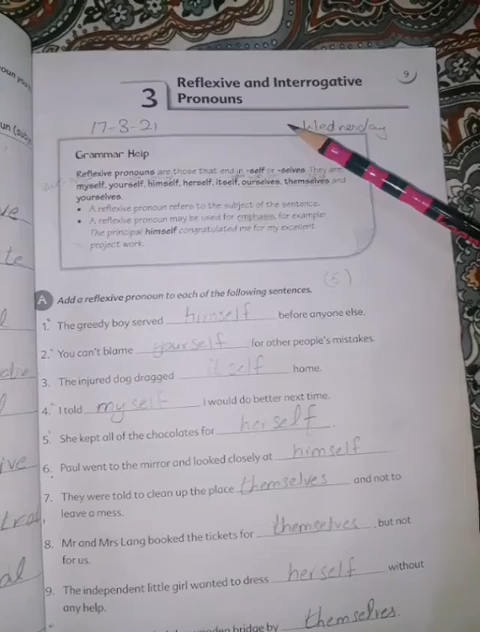 9
Reflexive and Interrogative
3 Pronouns
17-3-21 Wednesday
Grammar Help
Reflexive pronouns are those that end in -self or -selves. They are
myself, yourself, himself, herself, itself, ourselves, themselves and
yourselves.
• A reflexive pronoun refers to the subject of the sentence.
• A reflexive pronoun may be used for emphasis, for example:
The principal himself congratulated me for my excellent
project work.
(5)
A Add a reflexive pronoun to each of the following sentences.
1. The greedy boy served himself before anyone else.
2. You can't blame yourself for other people's mistakes.
3. The injured dog dragged itself home.
4. I told myself I would do better next time.
5. She kept all of the chocolates for herself.
6. Paul went to the mirror and looked closely at himself
7. They were told to clean up the place themselves and not to
leave a mess.
8. Mr and Mrs Lang booked the tickets for themselves, but not
for us.
9. The independent little girl wanted to dress herself without
any help.
wooden bridge by themselves.